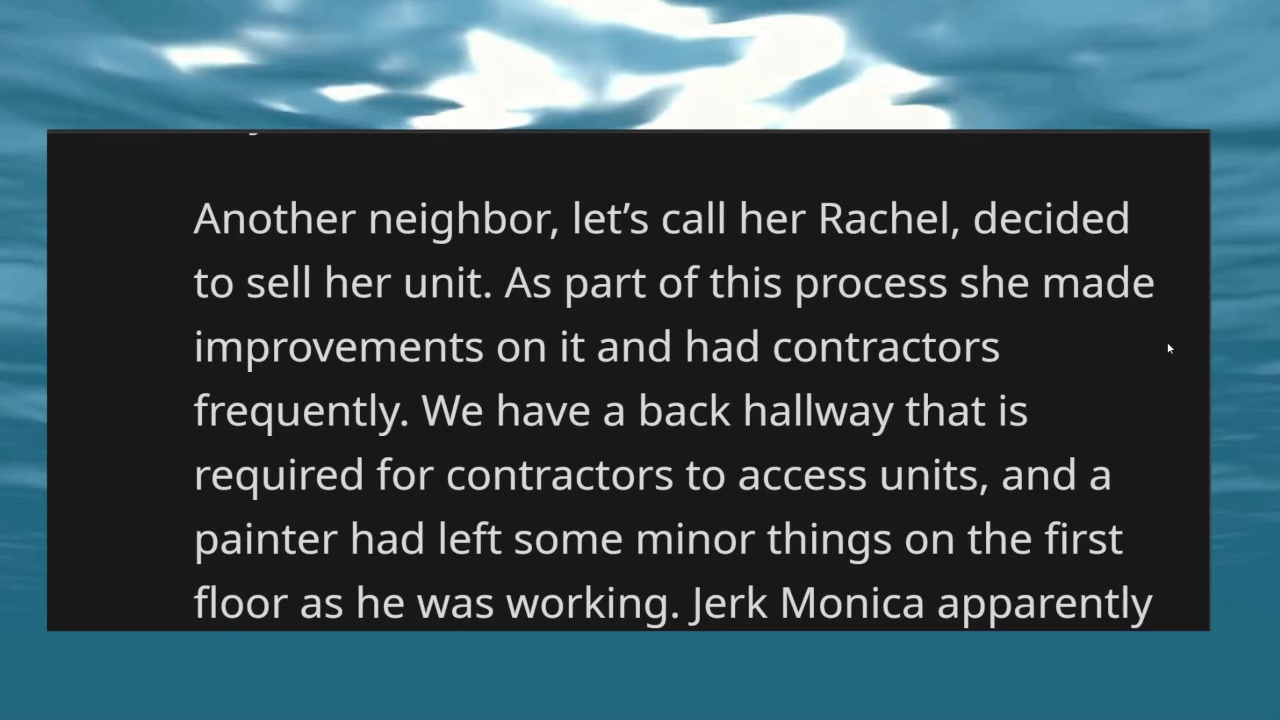 Another neighbor, let’s call her Rachel, decided
to sell her unit. As part of this process she made
improvements on it and had contractors
frequently. We have a back hallway that is
required for contractors to access units, and a
painter had left some minor things on the first
floor as he was working. Jerk Monica apparently